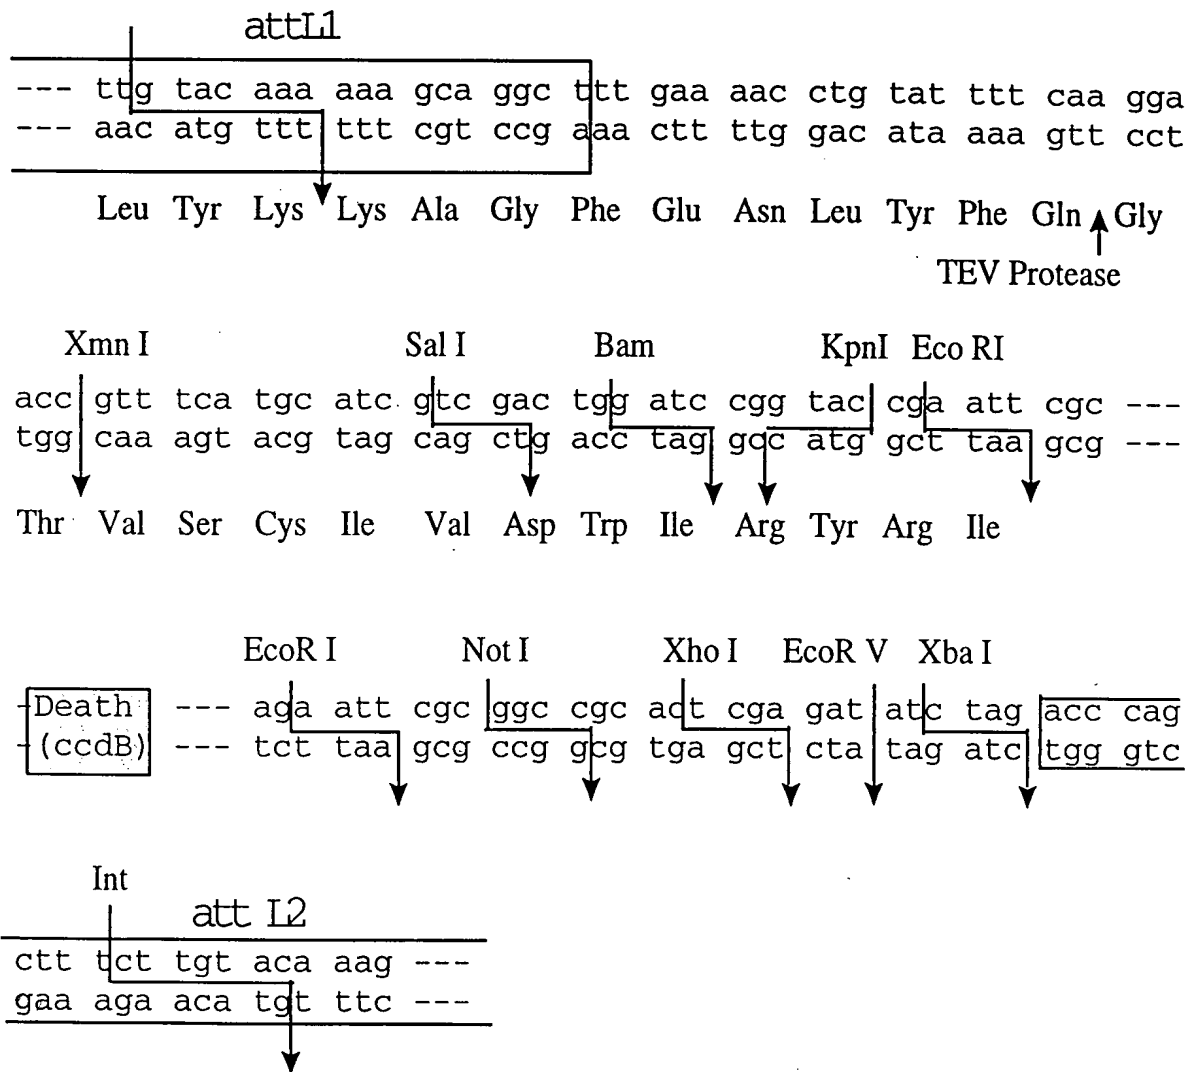 attL1
--- ttg tac aaa aaa gca ggc ttt gaa aac ctg tat ttt caa gga
--- aac atg ttt ttt cgt ccg aaa ctt ttg gac ata aaa gtt cct
Leu Tyr Lys Lys Ala Gly Phe Glu Asn Leu Tyr Phe Gln Gly
TEV Protease
Xmn I Sal I Bam KpnI Eco RI
acc gtt tca tgc atc gtc gac tgg atc cgg tac cga att cgc ---
tgg caa agt acg tag cag ctg acc tag gcc atg gct taa gcg ---
Thr Val Ser Cys Ile Val Asp Trp Ile Arg Tyr Arg Ile
EcoR I Not I Xho I EcoR V Xba I
-Death --- aga att cgc ggc cgc act cga gat atc tag acc cag
-(ccdB) --- tct taa gcg ccg gcg tga gct cta tag atc tgg gtc
Int
att L2
ctt tct tgt aca aag ---
gaa aga aca tgt ttc ---